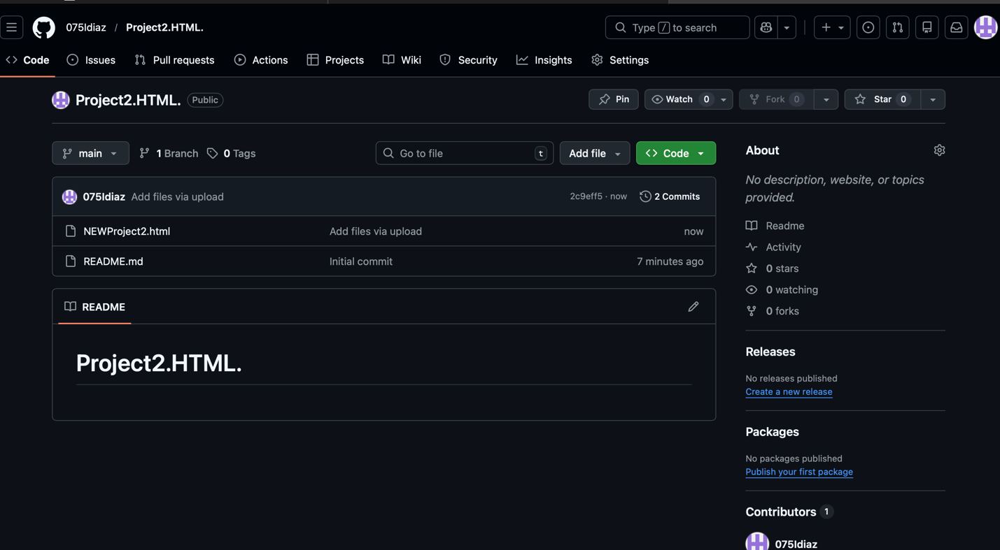 075ldiaz / Project2.HTML.
Type / to search
Code Issues Pull requests Actions Projects Wiki Security Insights Settings
Project2.HTML. Public
Pin Watch 0 Fork 0 Star 0
main 1 Branch 0 Tags Go to file t Add file Code
075ldiaz Add files via upload 2c9eff5 · now 2 Commits
NEWProject2.html Add files via upload now
README.md Initial commit 7 minutes ago
README
Project2.HTML.
About
No description, website, or topics
provided.
Readme
Activity
0 stars
0 watching
0 forks
Releases
No releases published
Create a new release
Packages
No packages published
Publish your first package
Contributors 1
075ldiaz